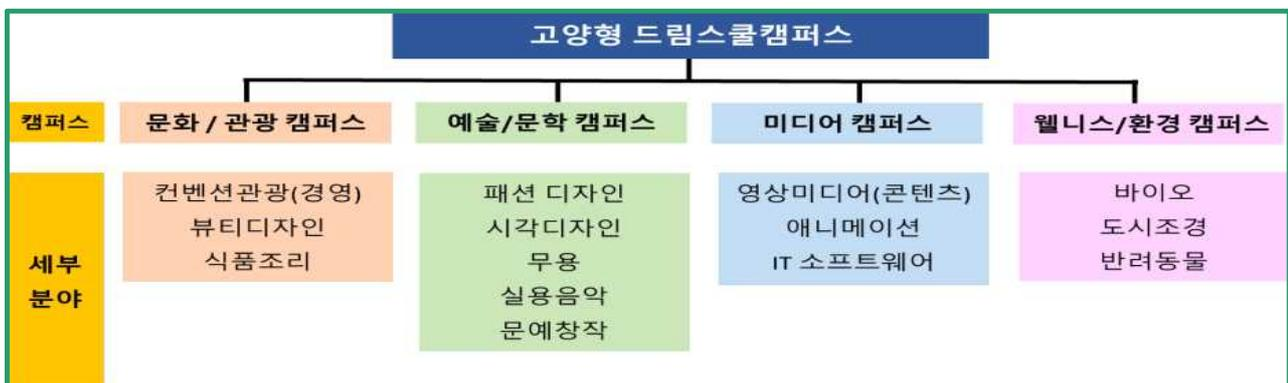 고양형 드림스쿨캠퍼스
캠퍼스
문화 / 관광 캠퍼스
예술/문학 캠퍼스
미디어 캠퍼스
웰니스/환경 캠퍼스
세부
분야
컨벤션관광(경영)
뷰티디자인
식품조리
패션 디자인
시각디자인
무용
실용음악
문예창작
영상미디어(콘텐츠)
애니메이션
IT 소프트웨어
바이오
도시조경
반려동물